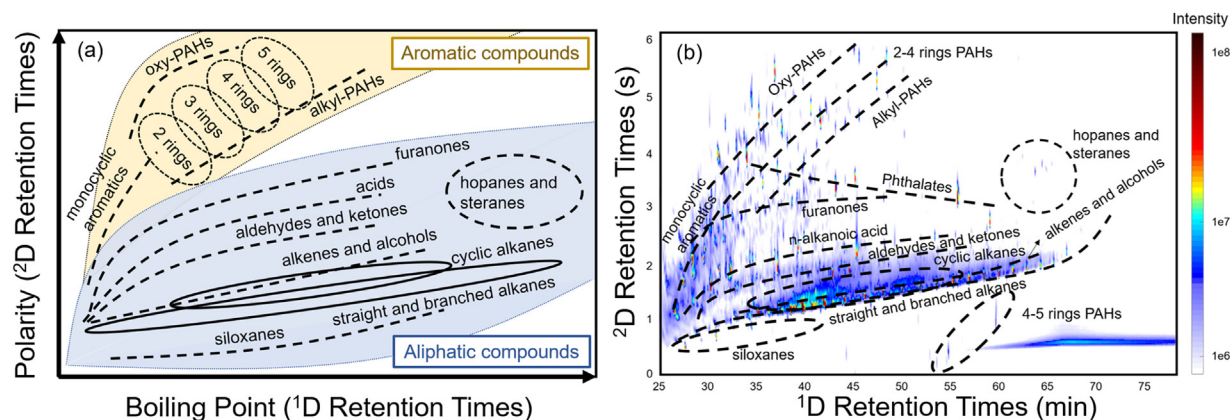 (a)
Aromatic compounds
oxy-PAHs
5 rings
4 rings
3 rings
2 rings
alkyl-PAHs
monocyclic
aromatics
furanones
acids
hopanes and
steranes
aldehydes and ketones
alkenes and alcohols
cyclic alkanes
straight and branched alkanes
siloxanes
Aliphatic compounds
Polarity (²D Retention Times)
Boiling Point (¹D Retention Times)
(b)
Intensity
1e8
1e7
1e6
Oxy-PAHs
2-4 rings PAHs
Alkyl-PAHs
hopanes and
steranes
monocyclic
aromatics
Phthalates
furanones
n-alkanoic acid
aldehydes and ketones
cyclic alkanes
alkenes and alcohols
straight and branched alkanes
siloxanes
4-5 rings PAHs
6
5
4
3
2
1
0
25 30 35 40 45 50 55 60 65 70 75
²D Retention Times (s)
¹D Retention Times (min)